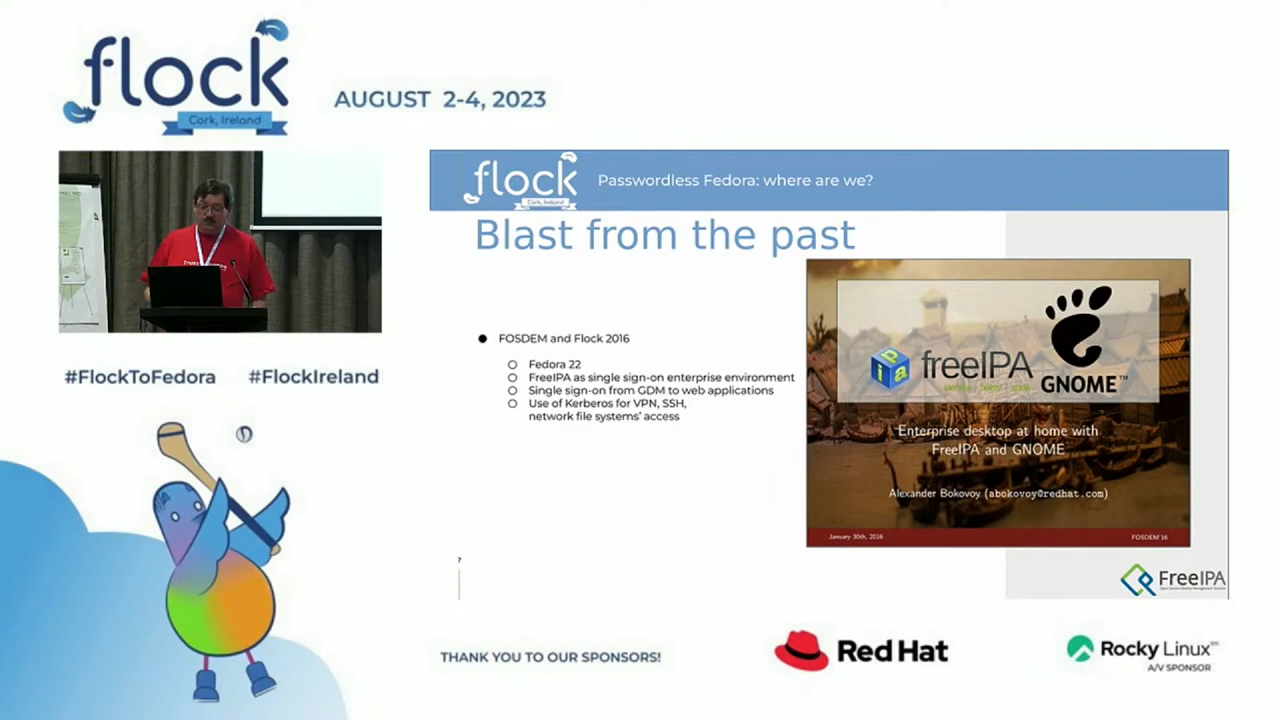 flock
Cork, Ireland
AUGUST 2-4, 2023
#FlockToFedora #FlockIreland
flock
Cork, Ireland
Passwordless Fedora: where are we?
Blast from the past
● FOSDEM and Flock 2016
○ Fedora 22
○ FreeIPA as single sign-on enterprise environment
○ Single sign-on from GDM to web applications
○ Use of Kerberos for VPN, SSH,
network file systems' access
freeIPA
GNOME™
Enterprise desktop at home with
FreeIPA and GNOME
Alexander Bokovoy (abokovoy@redhat.com)
January 30th, 2016
FOSDEM'16
7
FreeIPA
THANK YOU TO OUR SPONSORS!
Red Hat
Rocky Linux™
A/V SPONSOR